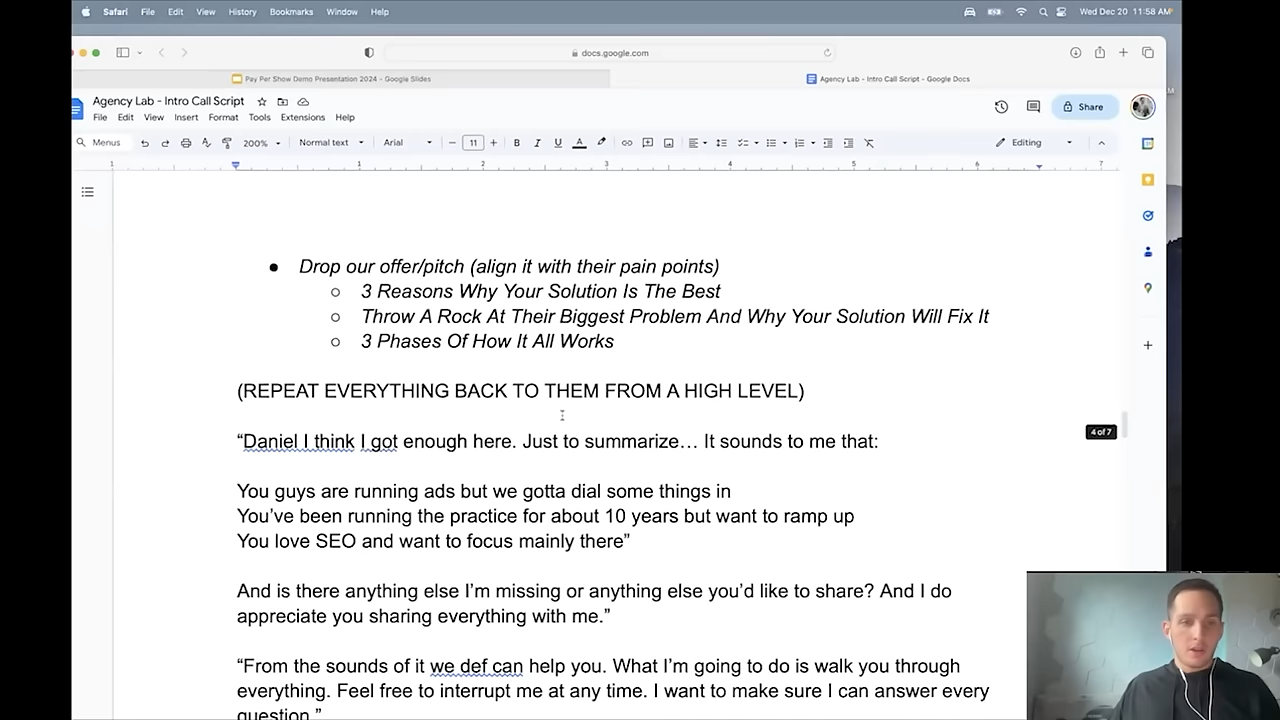 Safari File Edit View History Bookmarks Window Help Wed Dec 20 11:58 AM
docs.google.com
Pay Per Show Demo Presentation 2024 - Google Slides
Agency Lab - Intro Call Script - Google Docs
Agency Lab - Intro Call Script
Share
File Edit View Insert Format Tools Extensions Help
Menus 200% Normal text Arial 11 Editing
1 1 2 3 4 5 6 7
● Drop our offer/pitch (align it with their pain points)
○ 3 Reasons Why Your Solution Is The Best
○ Throw A Rock At Their Biggest Problem And Why Your Solution Will Fix It
○ 3 Phases Of How It All Works
(REPEAT EVERYTHING BACK TO THEM FROM A HIGH LEVEL)
4 of 7
“Daniel I think I got enough here. Just to summarize… It sounds to me that:
You guys are running ads but we gotta dial some things in
You’ve been running the practice for about 10 years but want to ramp up
You love SEO and want to focus mainly there”
And is there anything else I’m missing or anything else you’d like to share? And I do
appreciate you sharing everything with me.”
“From the sounds of it we def can help you. What I’m going to do is walk you through
everything. Feel free to interrupt me at any time. I want to make sure I can answer every
question.”